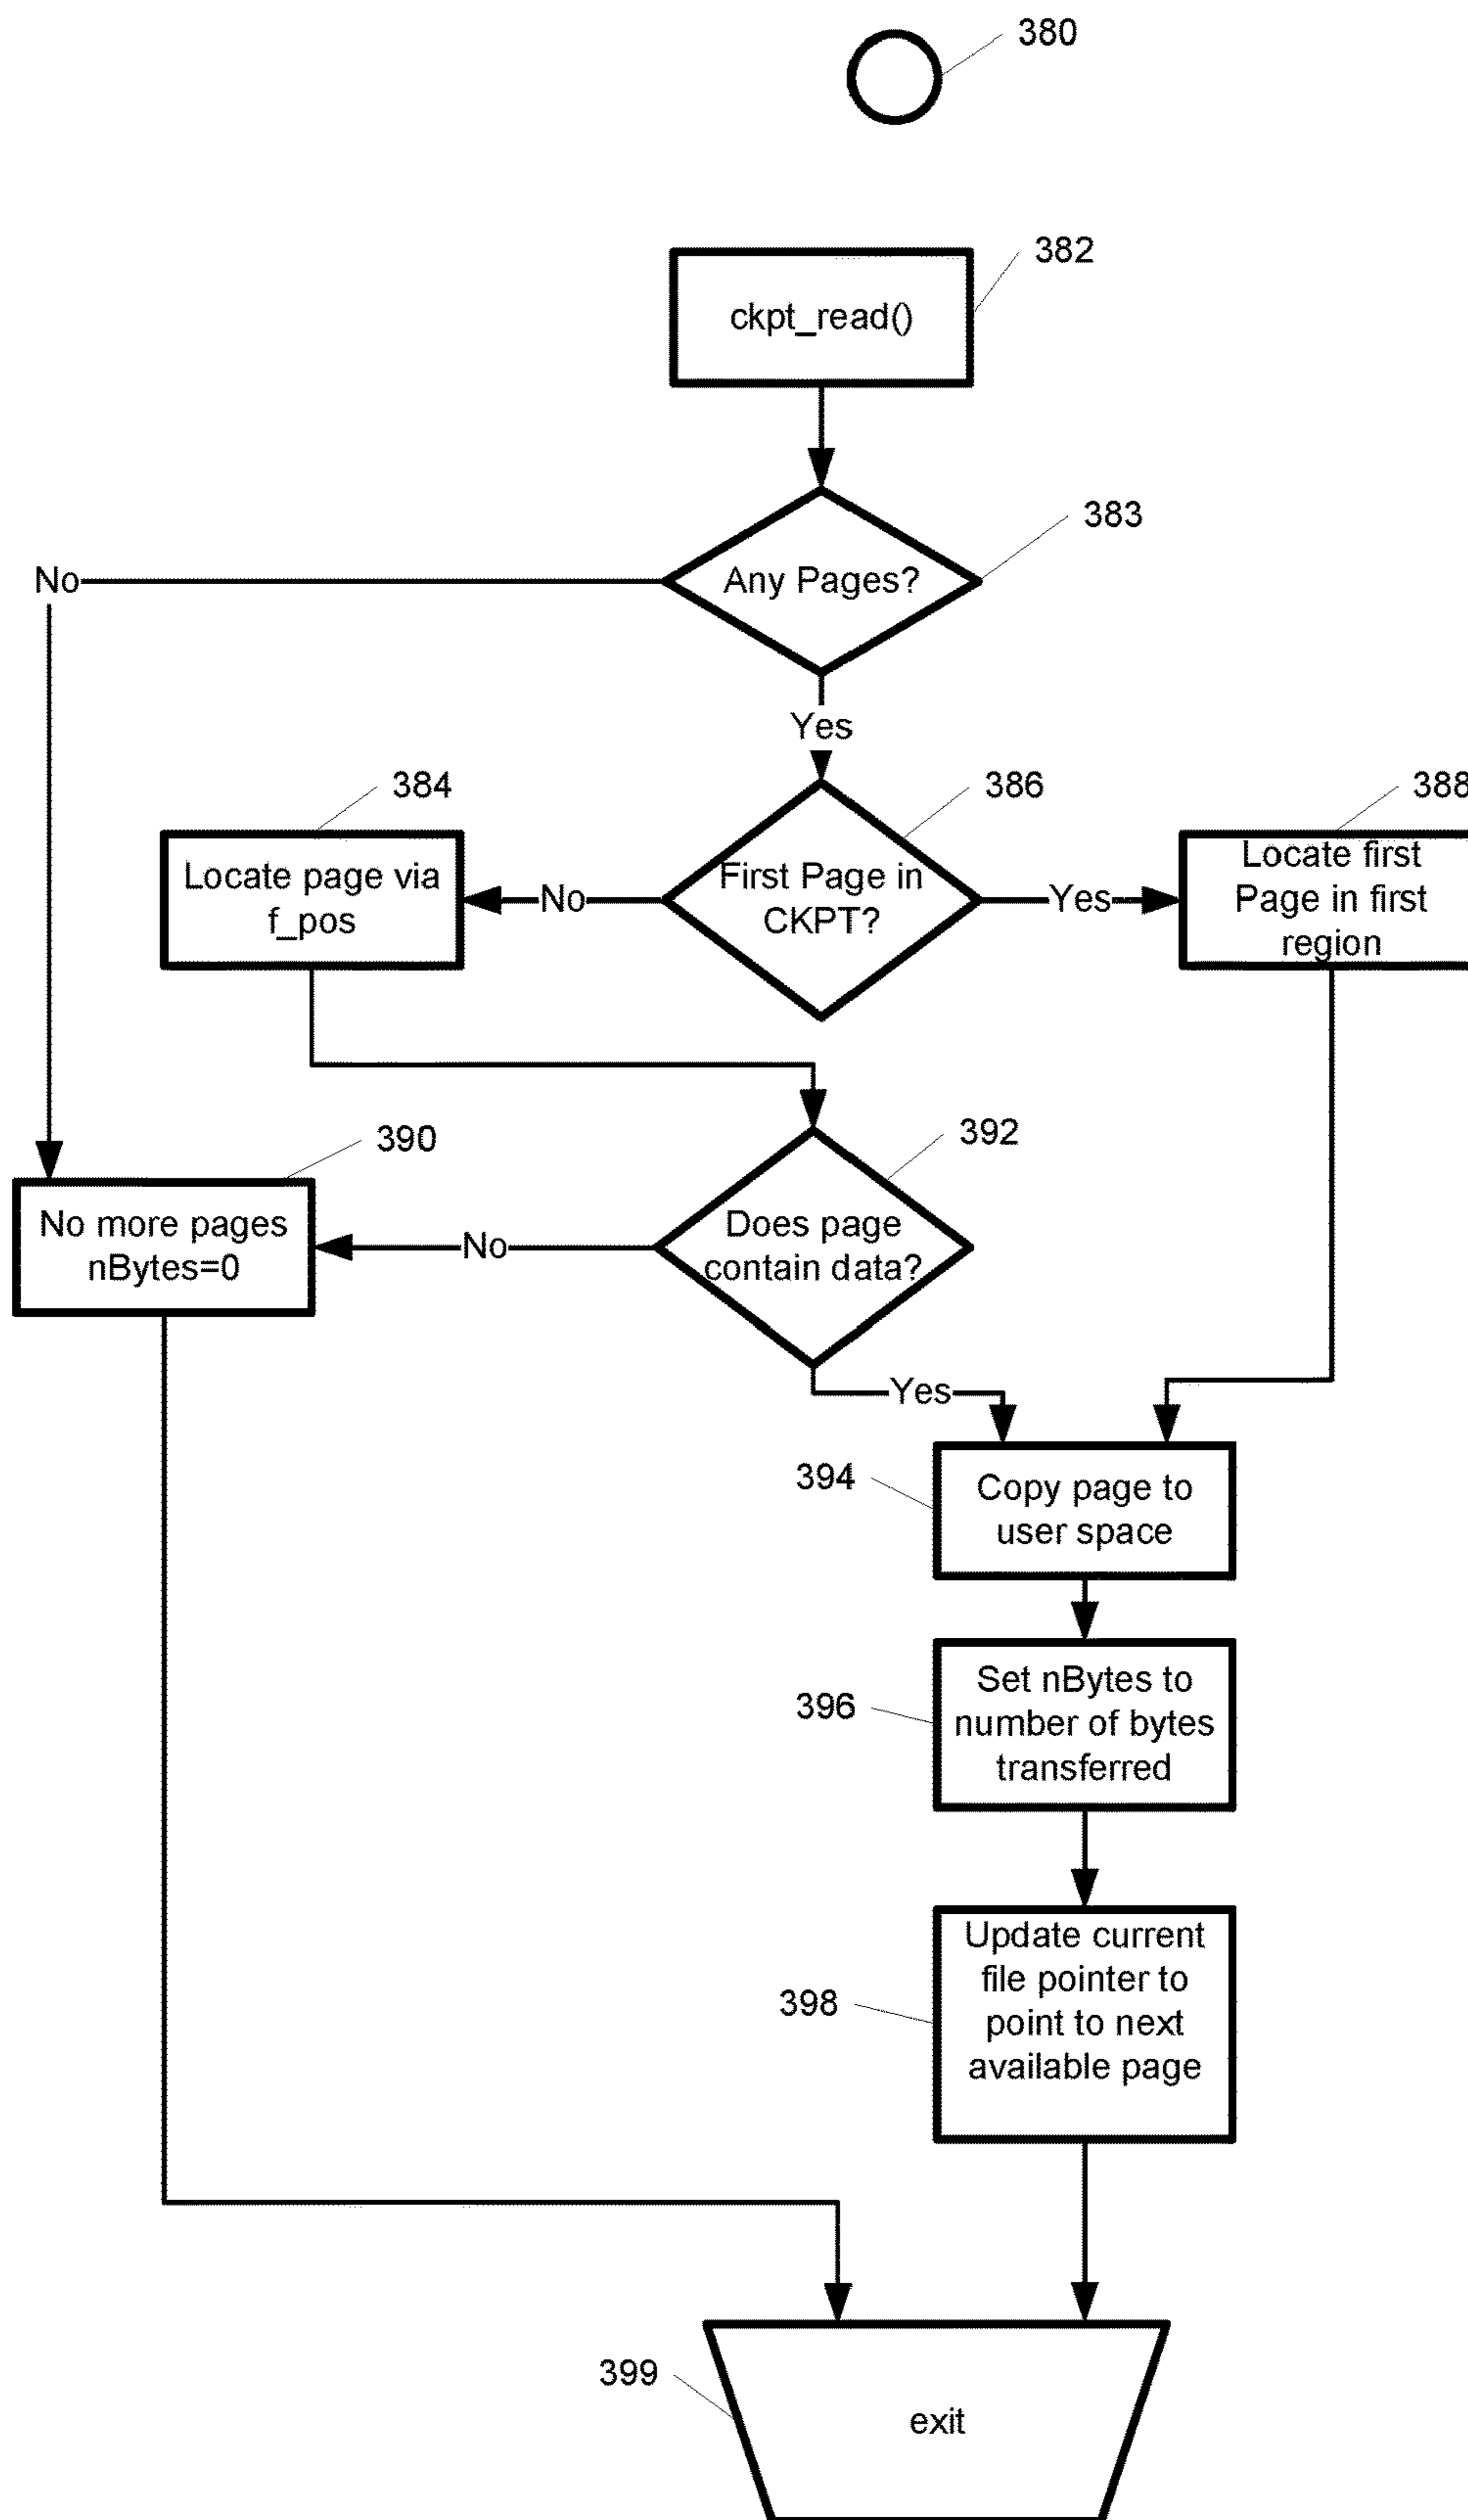 380
382
ckpt_read()
383
Any Pages?
No
Yes
384
386
388
Locate page via
f_pos
No
First Page in
CKPT?
Yes
Locate first
Page in first
region
390
392
No more pages
nBytes=0
No
Does page
contain data?
Yes
394
Copy page to
user space
396
Set nBytes to
number of bytes
transferred
398
Update current
file pointer to
point to next
available page
399
exit